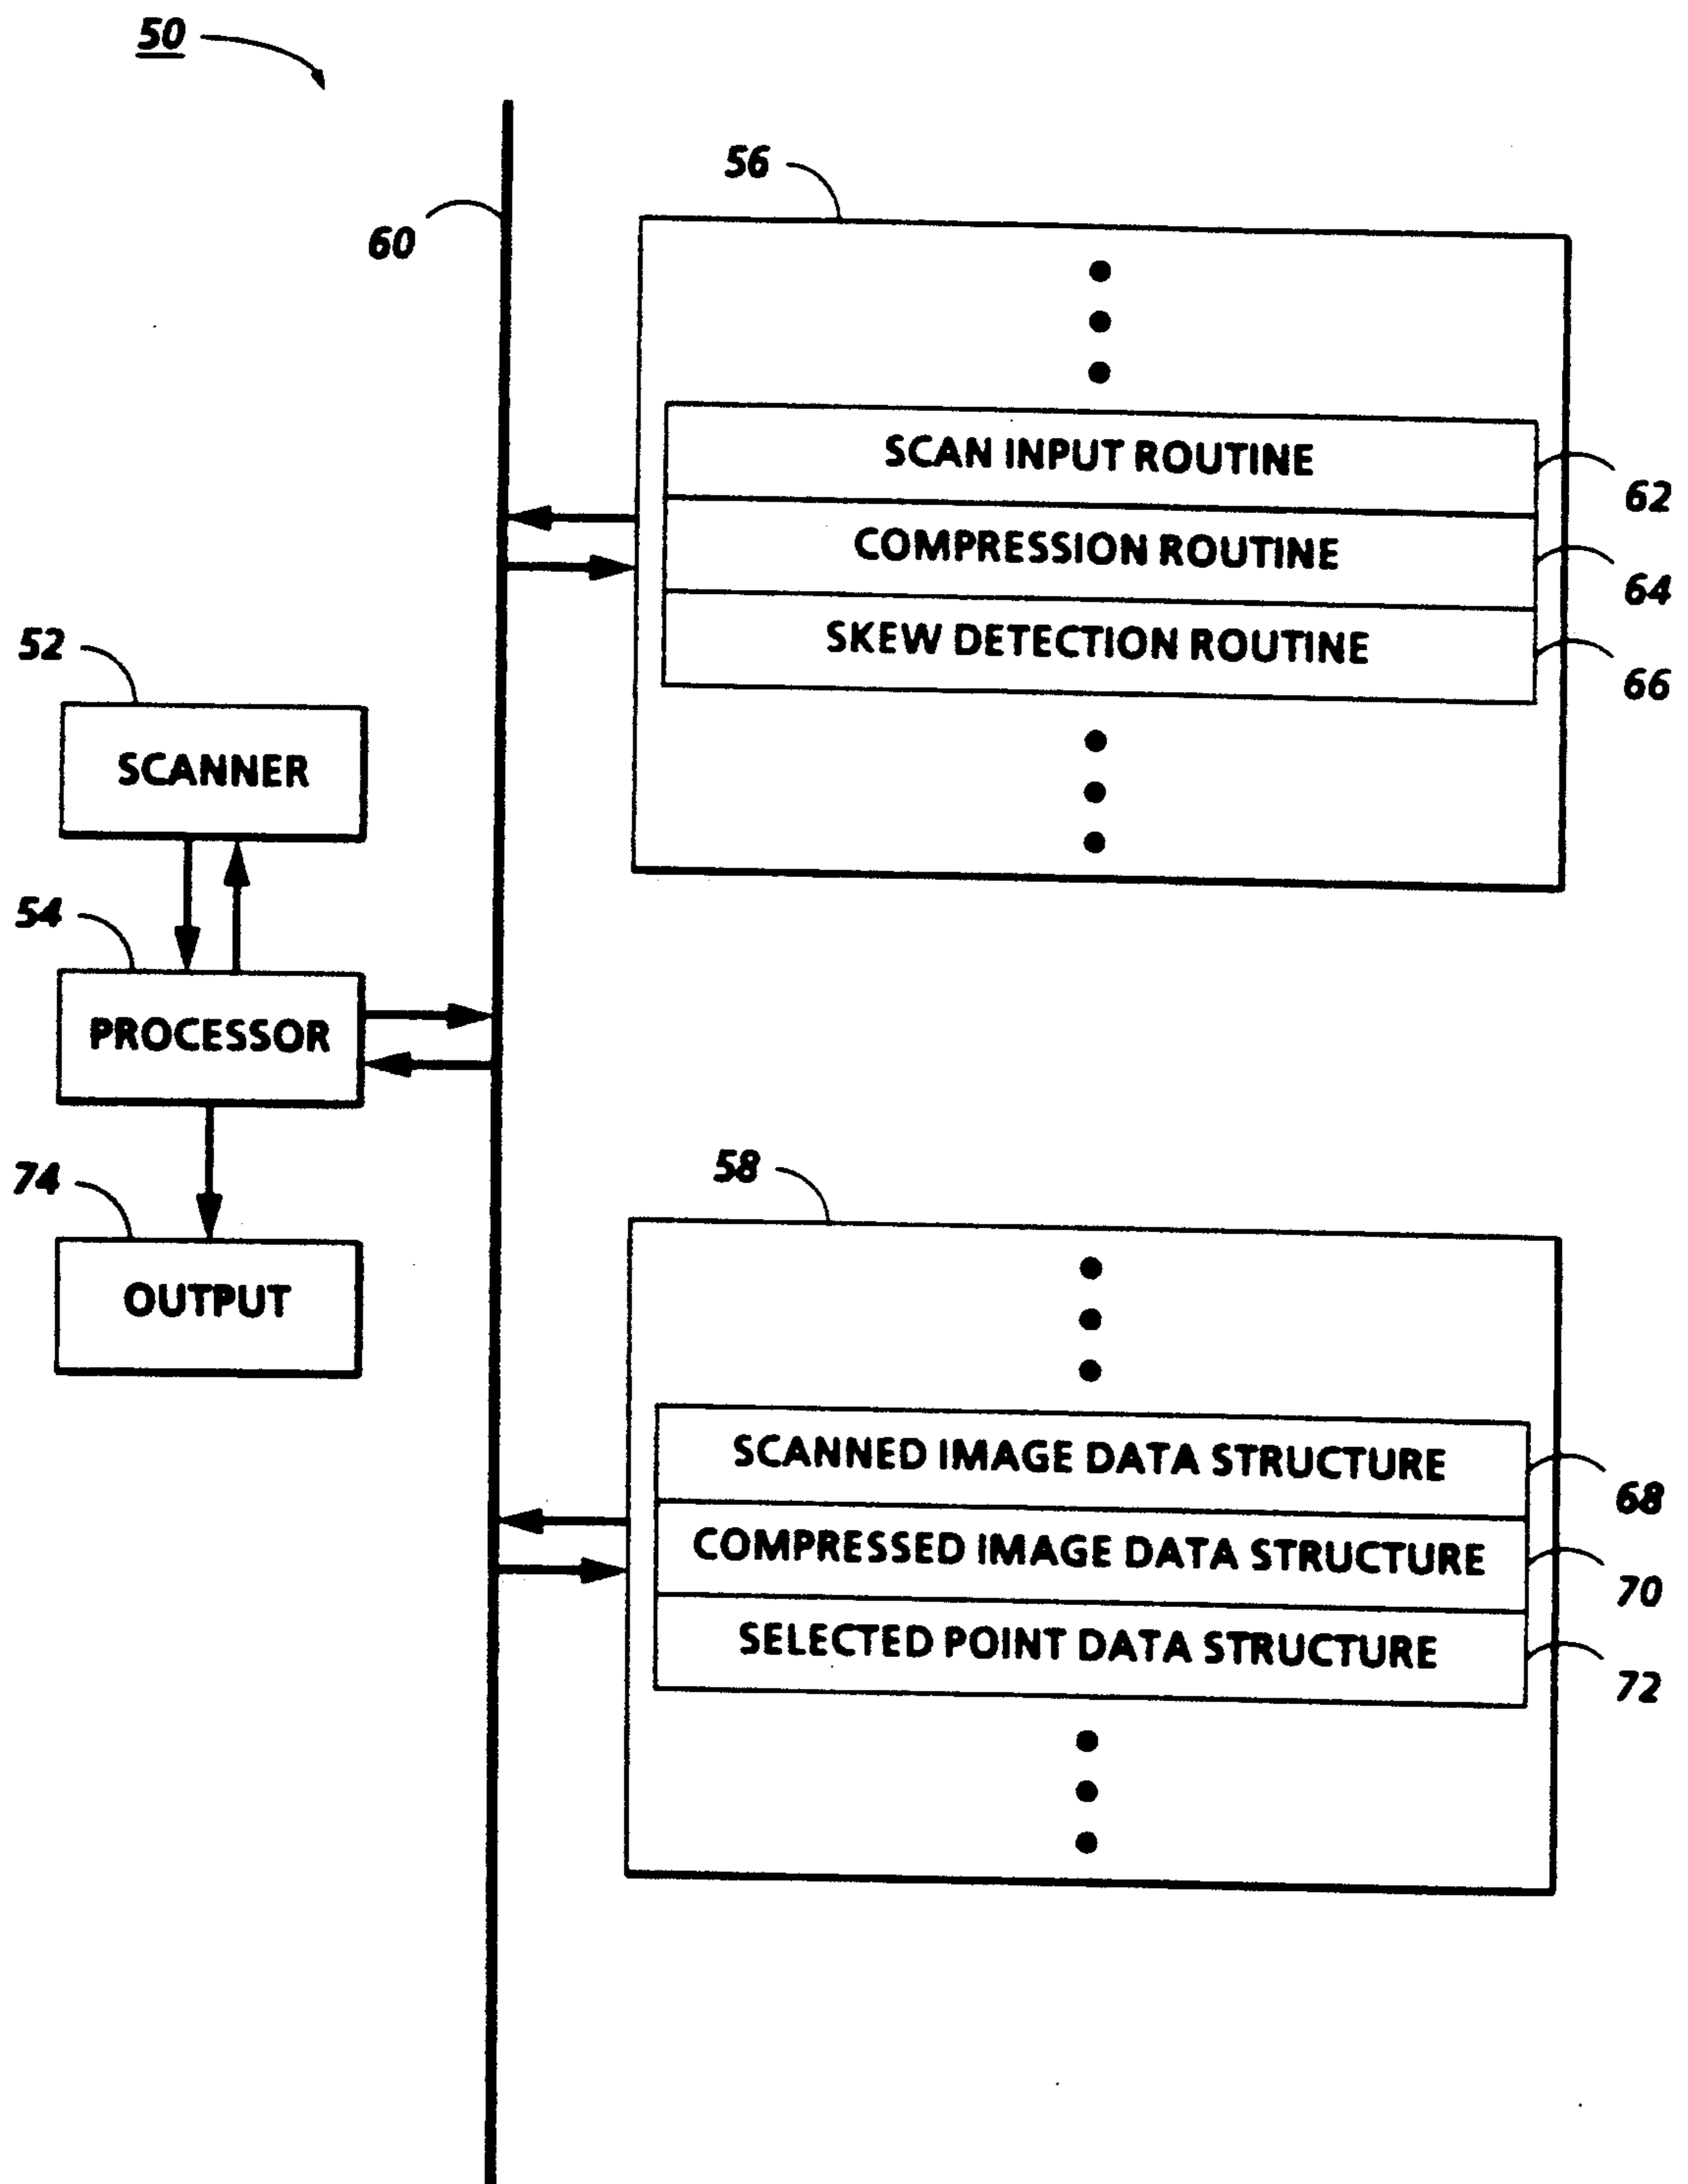 50
56
60
SCAN INPUT ROUTINE
62
COMPRESSION ROUTINE
64
SKEW DETECTION ROUTINE
66
52
SCANNER
54
PROCESSOR
74
OUTPUT
58
SCANNED IMAGE DATA STRUCTURE
68
COMPRESSED IMAGE DATA STRUCTURE
70
SELECTED POINT DATA STRUCTURE
72